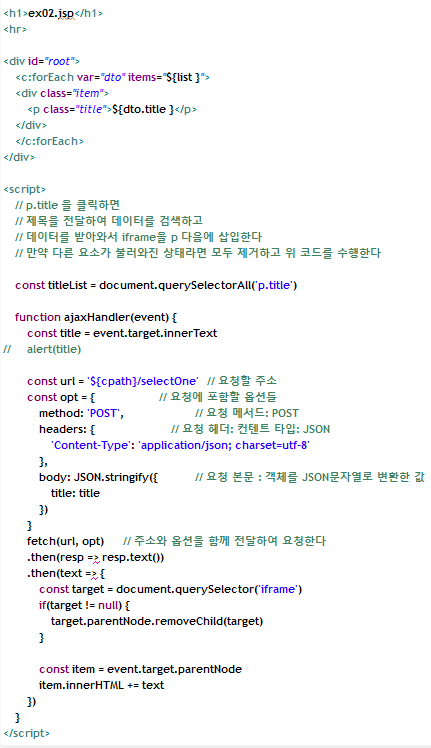 <h1>ex02.jsp</h1>
<hr>
<div id="root">
<c:forEach var="dto" items="${list }">
<div class="item">
<p class="title">${dto.title }</p>
</div>
</c:forEach>
</div>
<script>
// p.title 을 클릭하면
// 제목을 전달하여 데이터를 검색하고
// 데이터를 받아와서 iframe을 p 다음에 삽입한다
// 만약 다른 요소가 불러와진 상태라면 모두 제거하고 위 코드를 수행한다
const titleList = document.querySelectorAll('p.title')
function ajaxHandler(event) {
const title = event.target.innerText
// alert(title)
const url = '${cpath}/selectOne' // 요청할 주소
const opt = { // 요청에 포함할 옵션들
method: 'POST', // 요청 메서드: POST
headers: { // 요청 헤더: 컨텐트 타입: JSON
'Content-Type': 'application/json; charset=utf-8'
},
body: JSON.stringify({ // 요청 본문 : 객체를 JSON문자열로 변환한 값
title: title
})
}
fetch(url, opt) // 주소와 옵션을 함께 전달하여 요청한다
.then(resp => resp.text())
.then(text => {
const target = document.querySelector('iframe')
if(target != null) {
target.parentNode.removeChild(target)
}
const item = event.target.parentNode
item.innerHTML += text
})
}
</script>